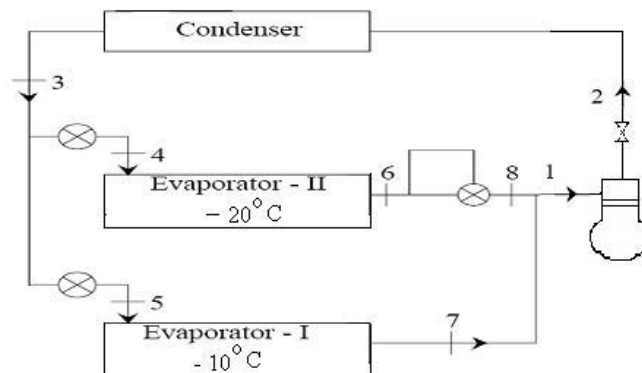 Condenser
3
2
4
Evaporator - II
– 20°C
6
8
1
5
Evaporator - I
- 10°C
7